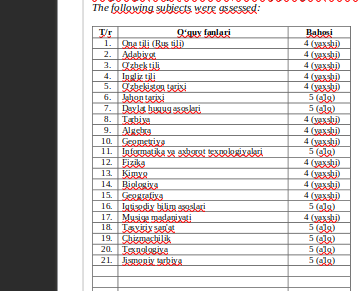 The following subjects were assessed:
T/r O'quv fanlari Bahosi
1. Ona tili (Rus tili) 4 (yaxshi)
2. Adabiyot 4 (yaxshi)
3. O'zbek tili 4 (yaxshi)
4. Ingliz tili 4 (yaxshi)
5. O'zbekiston tarixi 4 (yaxshi)
6. Jahon tarixi 5 (a'lo)
7. Davlat huquq asoslari 5 (a'lo)
8. Tarbiya 4 (yaxshi)
9. Algebra 4 (yaxshi)
10. Geometriya 4 (yaxshi)
11. Informatika va axborot texnologiyalari 5 (a'lo)
12. Fizika 4 (yaxshi)
13. Kimyo 4 (yaxshi)
14. Biologiya 4 (yaxshi)
15. Geografiya 4 (yaxshi)
16. Iqtisodiy bilim asoslari 5 (a'lo)
17. Musiqa madaniyati 4 (yaxshi)
18. Tasviriy san'at 5 (a'lo)
19. Chizmachilik 5 (a'lo)
20. Texnologiya 5 (a'lo)
21. Jismoniy tarbiya 5 (a'lo)